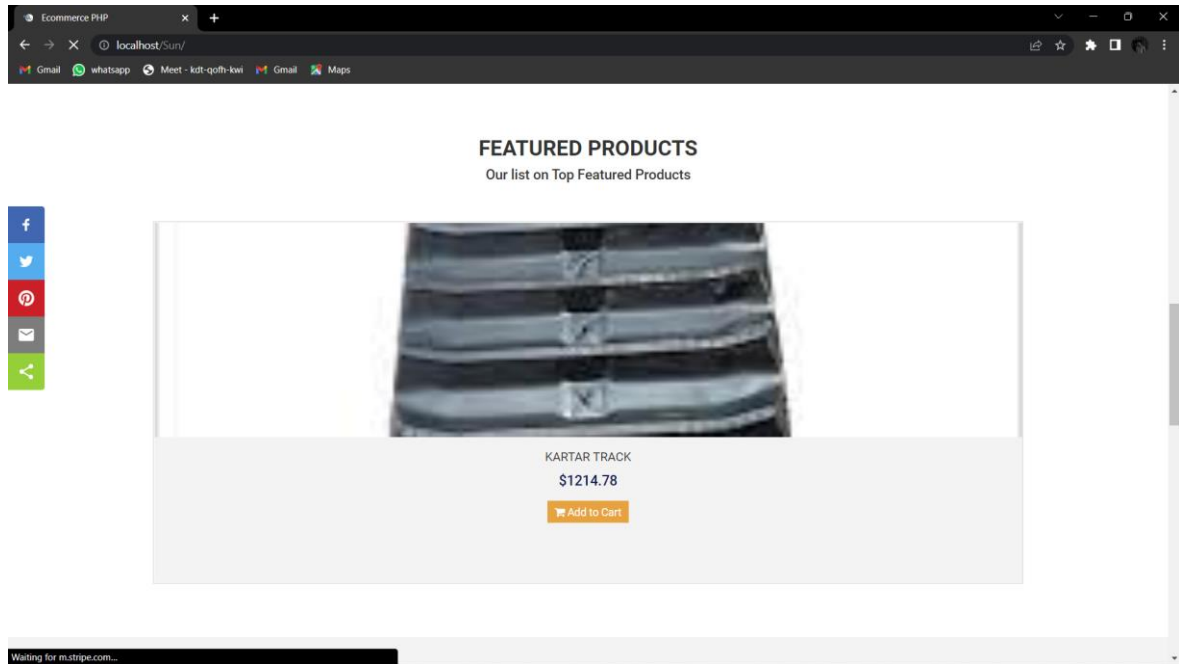 Ecommerce PHP
localhost/Sun/
Gmail whatsapp Meet - kdt-qofh-kwi Gmail Maps
FEATURED PRODUCTS
Our list on Top Featured Products
KARTAR TRACK
$1214.78
Add to Cart
Waiting for m.stripe.com...